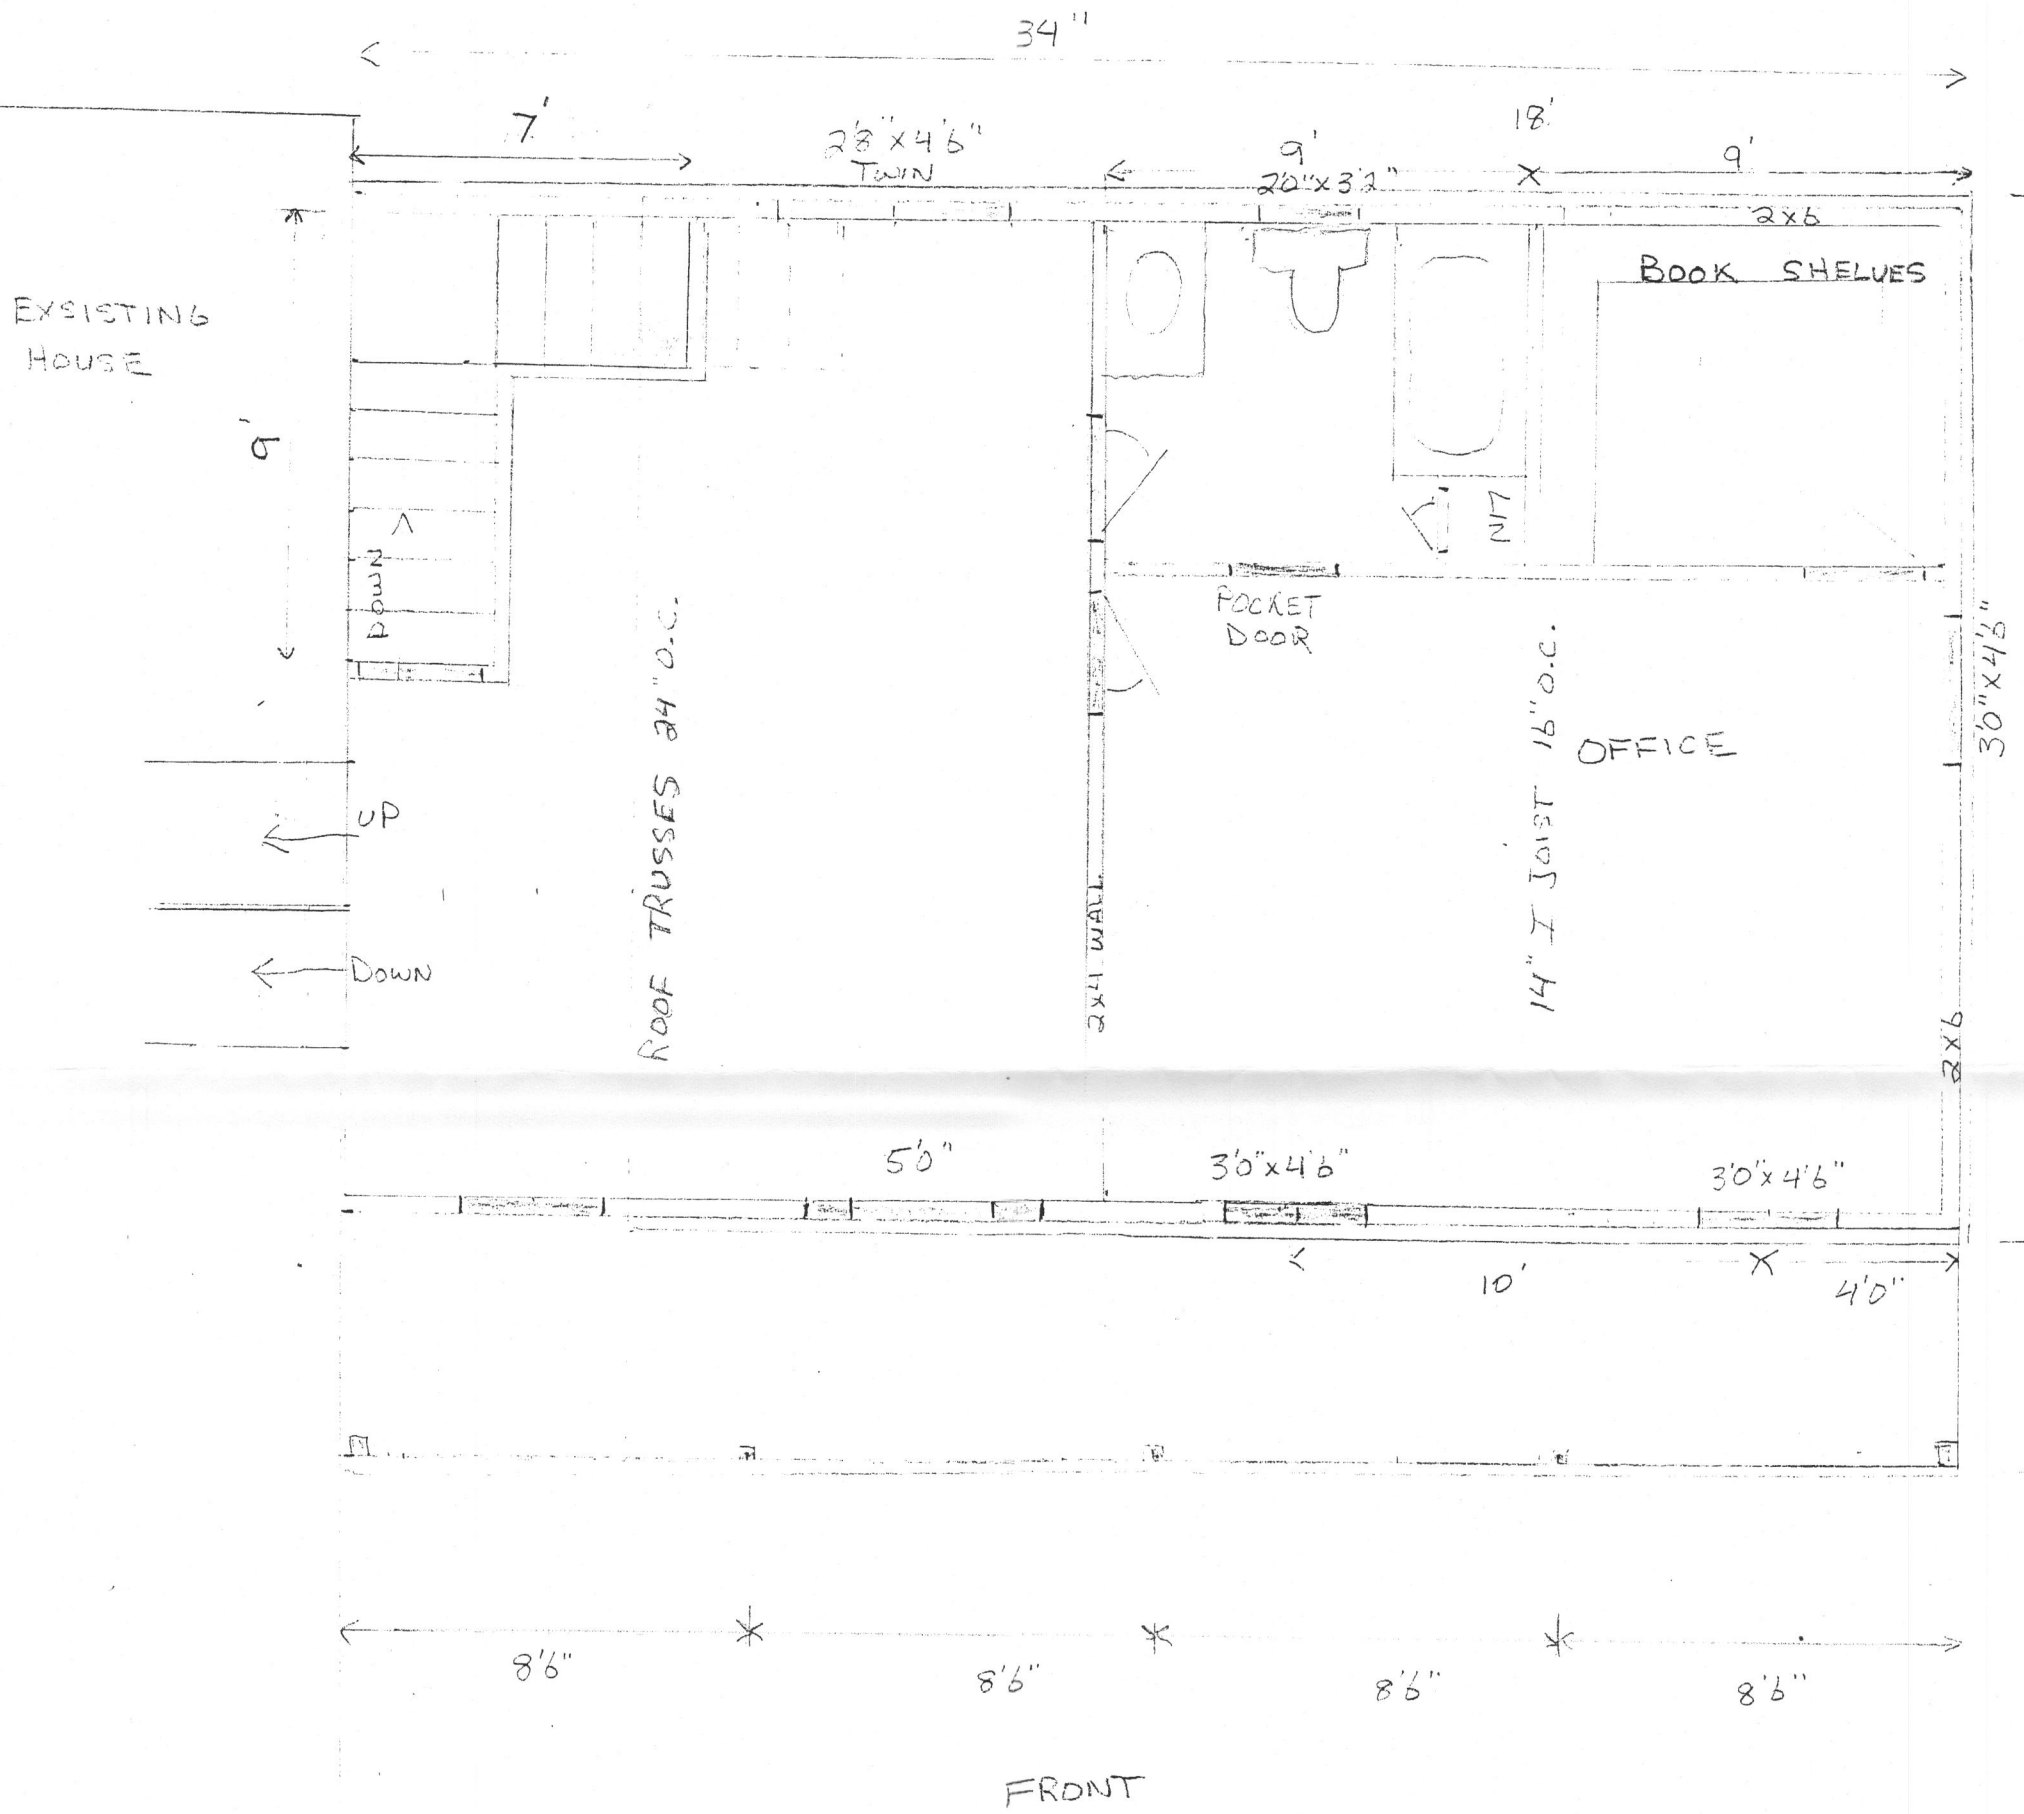 34"
7'
2'8"x4'6"
TWIN
9'
18'
9'
2'0"x3'2"
2x6
BOOK SHELVES
EXSISTING
HOUSE
9'
DOWN
LIN
POCKET
DOOR
ROOF TRUSSES 24" O.C.
14" I JOIST 16" O.C.
OFFICE
3'0"x4'6"
UP
DOWN
2x4 WALL
2x6
5'0"
3'0"x4'6"
3'0"x4'6"
10'
4'0"
8'6"
8'6"
8'6"
8'6"
FRONT